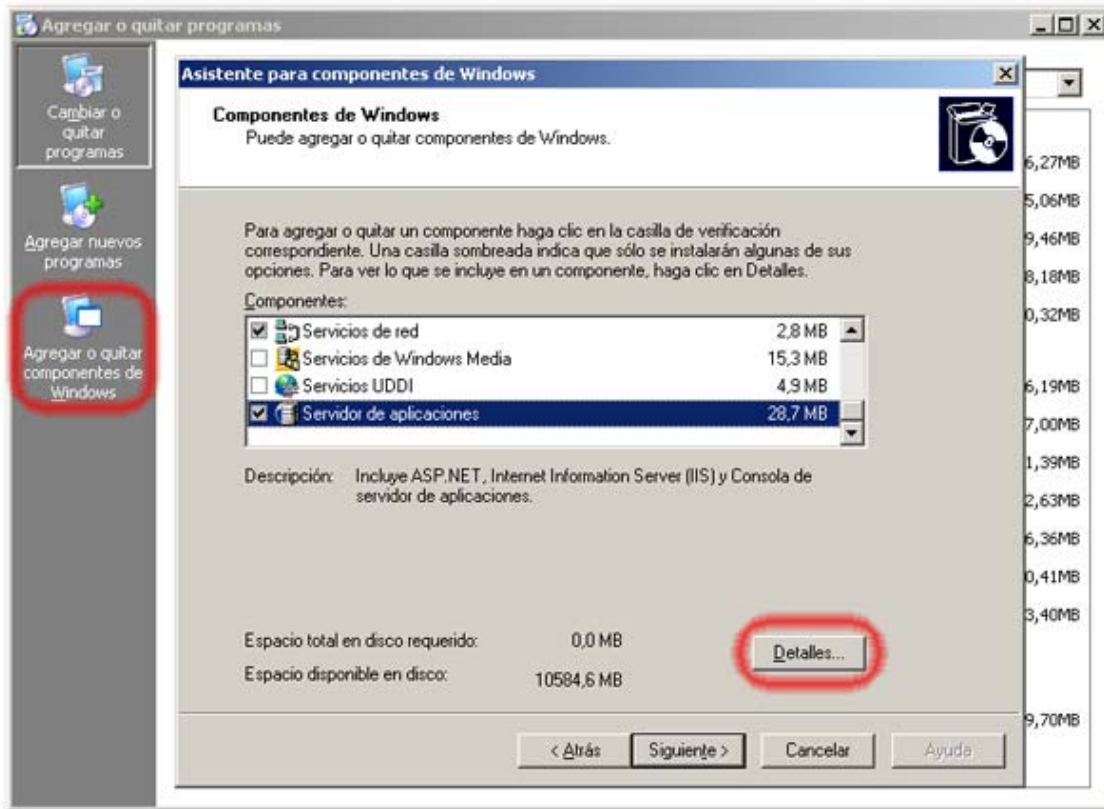 Agregar o quitar programas
Cambiar o
quitar
programas
Agregar nuevos
programas
Agregar o quitar
componentes de
Windows
Asistente para componentes de Windows
Componentes de Windows
Puede agregar o quitar componentes de Windows.
Para agregar o quitar un componente haga clic en la casilla de verificación
correspondiente. Una casilla sombreada indica que sólo se instalarán algunas de sus
opciones. Para ver lo que se incluye en un componente, haga clic en Detalles.
Componentes:
Servicios de red 2,8 MB
Servicios de Windows Media 15,3 MB
Servicios UDDI 4,9 MB
Servidor de aplicaciones 28,7 MB
Descripción: Incluye ASP.NET, Internet Information Server (IIS) y Consola de
servidor de aplicaciones.
Espacio total en disco requerido: 0,0 MB
Detalles...
Espacio disponible en disco: 10584,6 MB
< Atrás Siguiente > Cancelar Ayuda
6,27MB
5,06MB
9,46MB
8,18MB
0,32MB
6,19MB
7,00MB
1,39MB
2,63MB
6,36MB
0,41MB
3,40MB
9,70MB